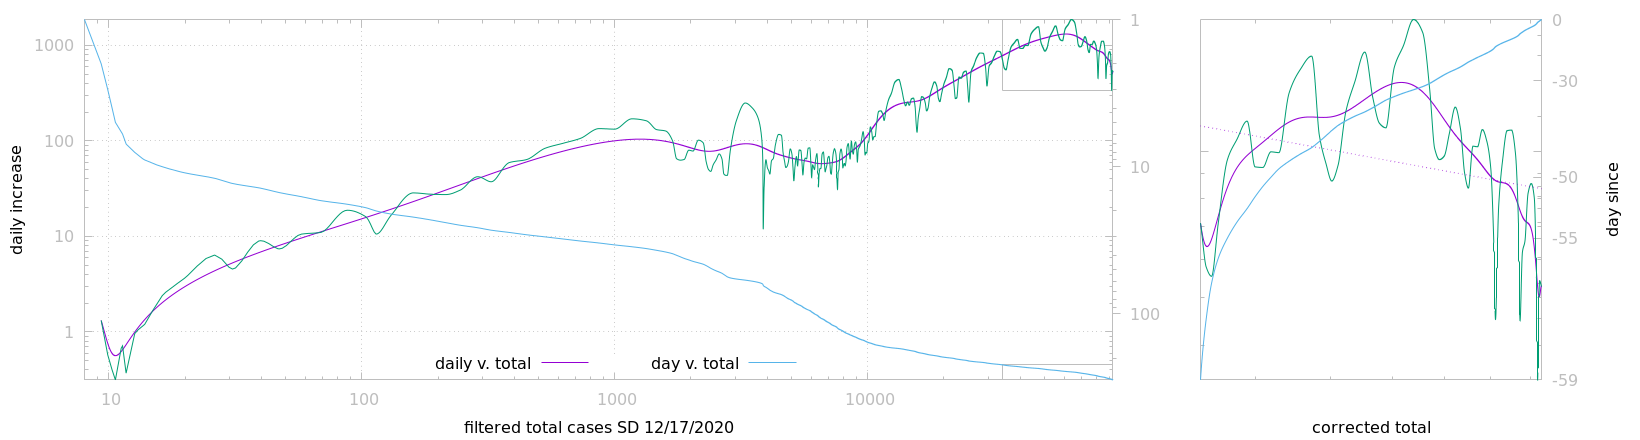 daily increase
1000
100
10
1
10
100
1000
10000
filtered total cases SD 12/17/2020
daily v. total
day v. total
1
10
100
0
-30
-50
-55
-59
day since
corrected total